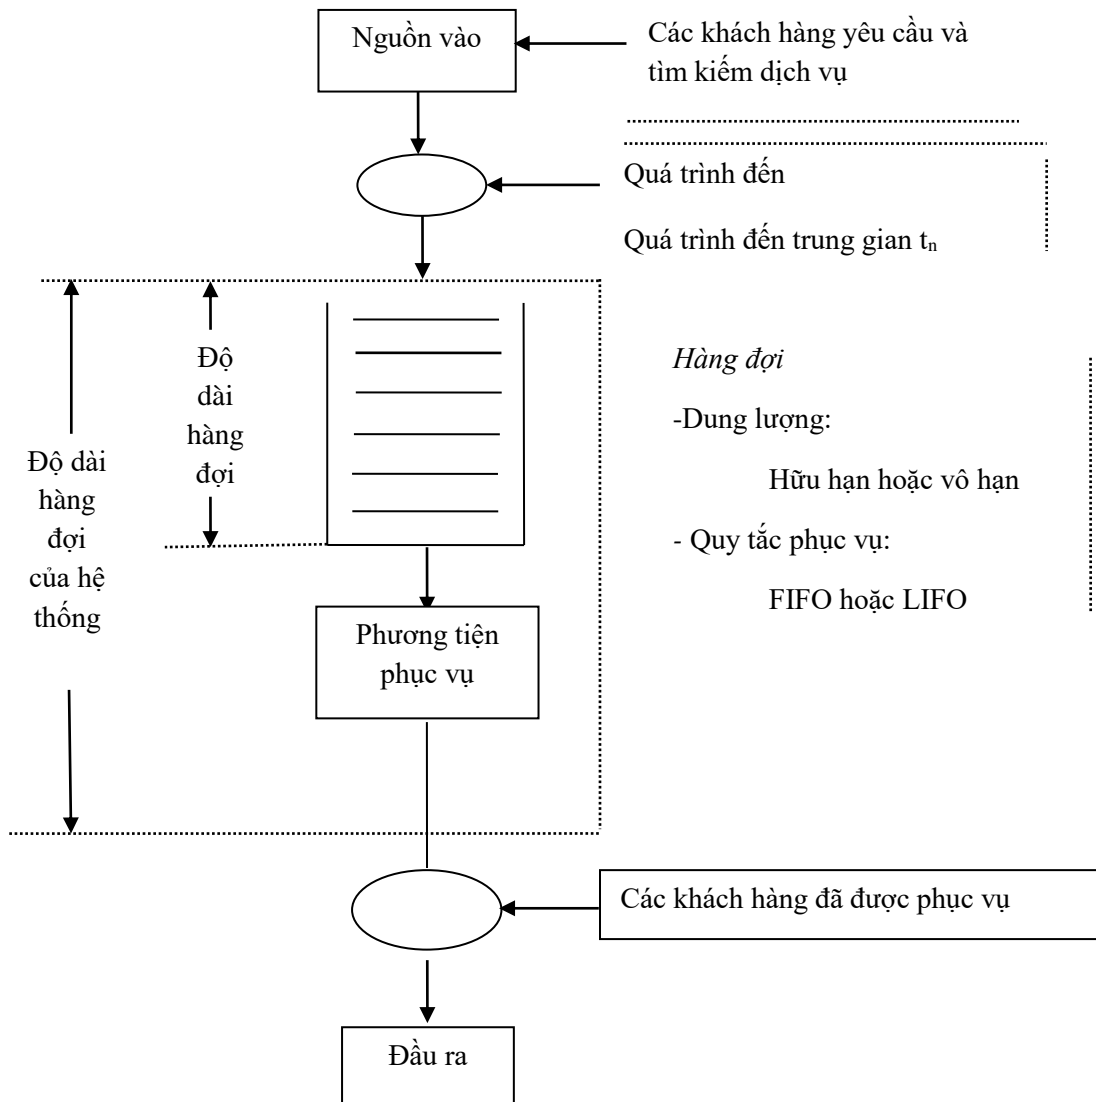 Nguồn vào
Các khách hàng yêu cầu và
tìm kiếm dịch vụ
Quá trình đến
Quá trình đến trung gian tₙ
Độ
dài
hàng
đợi
Độ dài
hàng
đợi
của hệ
thống
Hàng đợi
-Dung lượng:
Hữu hạn hoặc vô hạn
- Quy tắc phục vụ:
FIFO hoặc LIFO
Phương tiện
phục vụ
Các khách hàng đã được phục vụ
Đầu ra